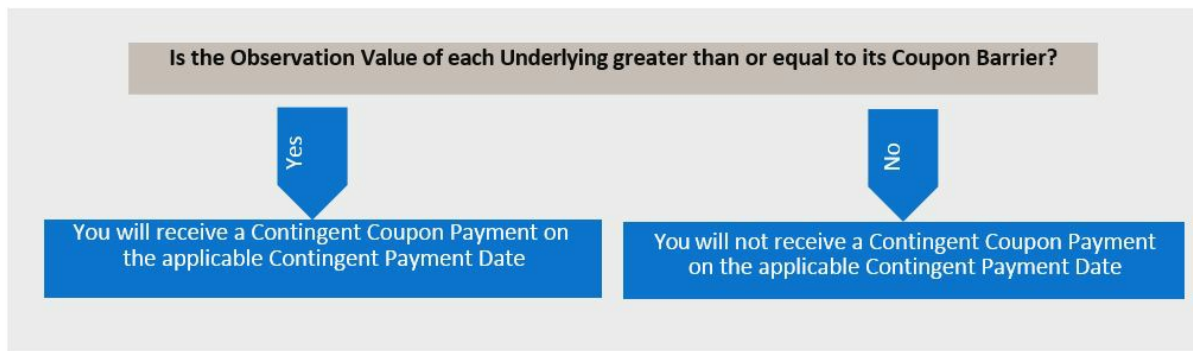 Is the Observation Value of each Underlying greater than or equal to its Coupon Barrier?
Yes
No
You will receive a Contingent Coupon Payment on
the applicable Contingent Payment Date
You will not receive a Contingent Coupon Payment
on the applicable Contingent Payment Date